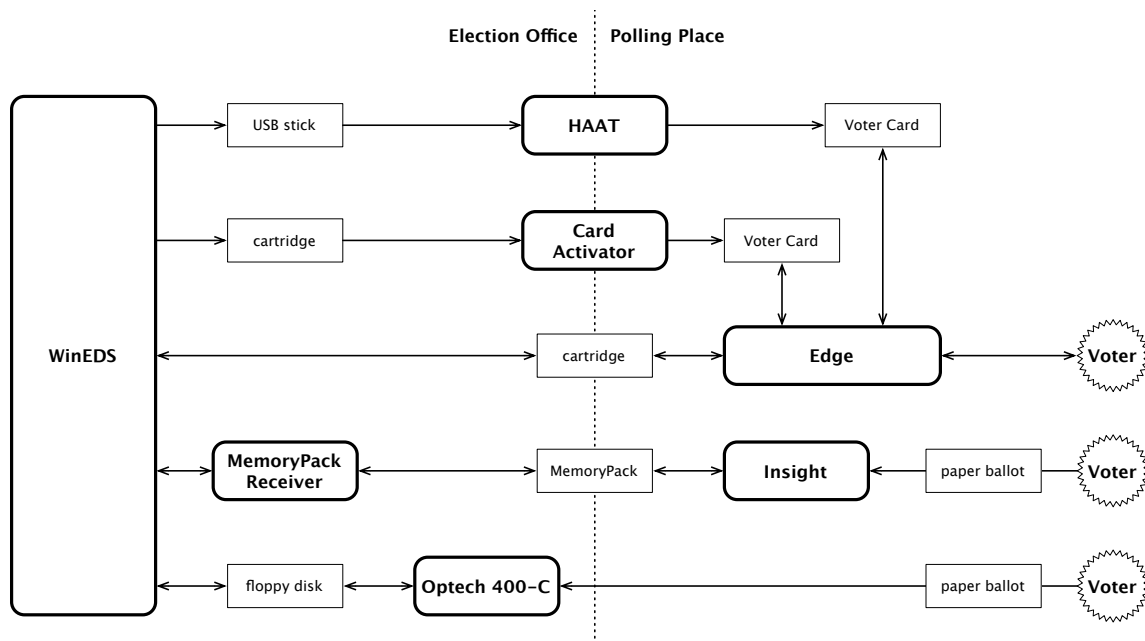 Election Office
Polling Place
USB stick
HAAT
Voter Card
cartridge
Card
Activator
Voter Card
WinEDS
cartridge
Edge
Voter
MemoryPack
Receiver
MemoryPack
Insight
paper ballot
Voter
floppy disk
Optech 400-C
paper ballot
Voter